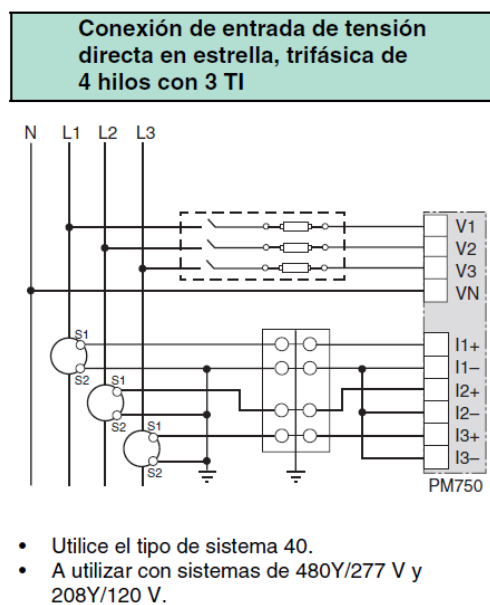 Conexión de entrada de tensión
directa en estrella, trifásica de
4 hilos con 3 TI
N L1 L2 L3
V1
V2
V3
VN
S1
I1+
I1–
S2
S1
I2+
I2–
S2
S1
I3+
I3–
S2
PM750
• Utilice el tipo de sistema 40.
• A utilizar con sistemas de 480Y/277 V y
208Y/120 V.